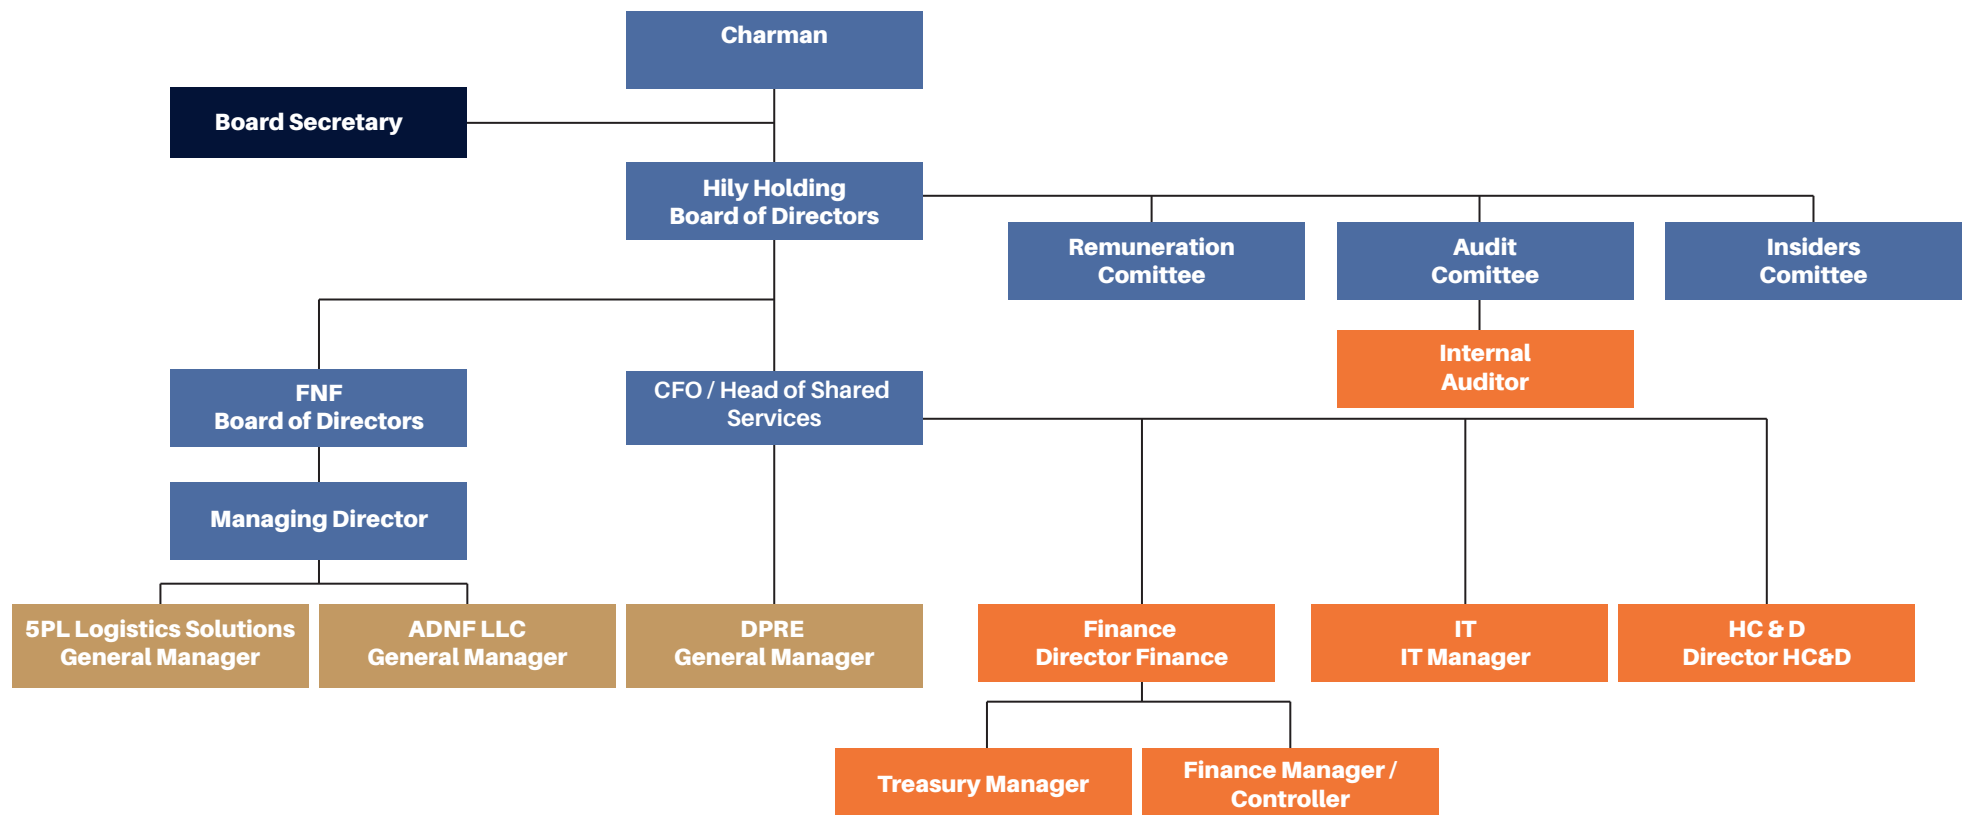 Charman
Board Secretary
Hily Holding
Board of Directors
Remuneration
Comittee
Audit
Comittee
Insiders
Comittee
Internal
Auditor
FNF
Board of Directors
CFO / Head of Shared
Services
Managing Director
5PL Logistics Solutions
General Manager
ADNF LLC
General Manager
DPRE
General Manager
Finance
Director Finance
IT
IT Manager
HC & D
Director HC&D
Treasury Manager
Finance Manager /
Controller